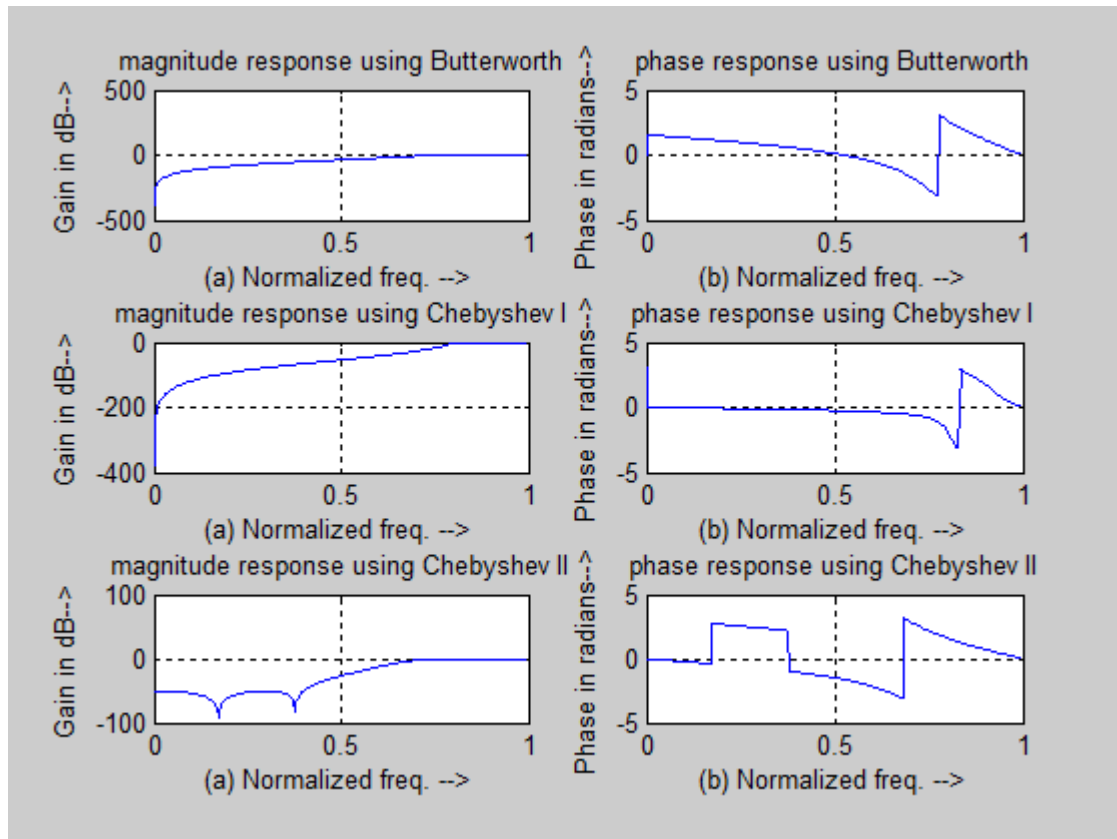 magnitude response using Butterworth
Gain in dB-->
500
0
-500
0
0.5
1
(a) Normalized freq. -->
phase response using Butterworth
Phase in radians-->
5
0
-5
0
0.5
1
(b) Normalized freq. -->
magnitude response using Chebyshev I
Gain in dB-->
0
-200
-400
0
0.5
1
(a) Normalized freq. -->
phase response using Chebyshev I
Phase in radians-->
5
0
-5
0
0.5
1
(b) Normalized freq. -->
magnitude response using Chebyshev II
Gain in dB-->
100
0
-100
0
0.5
1
(a) Normalized freq. -->
phase response using Chebyshev II
Phase in radians-->
5
0
-5
0
0.5
1
(b) Normalized freq. -->